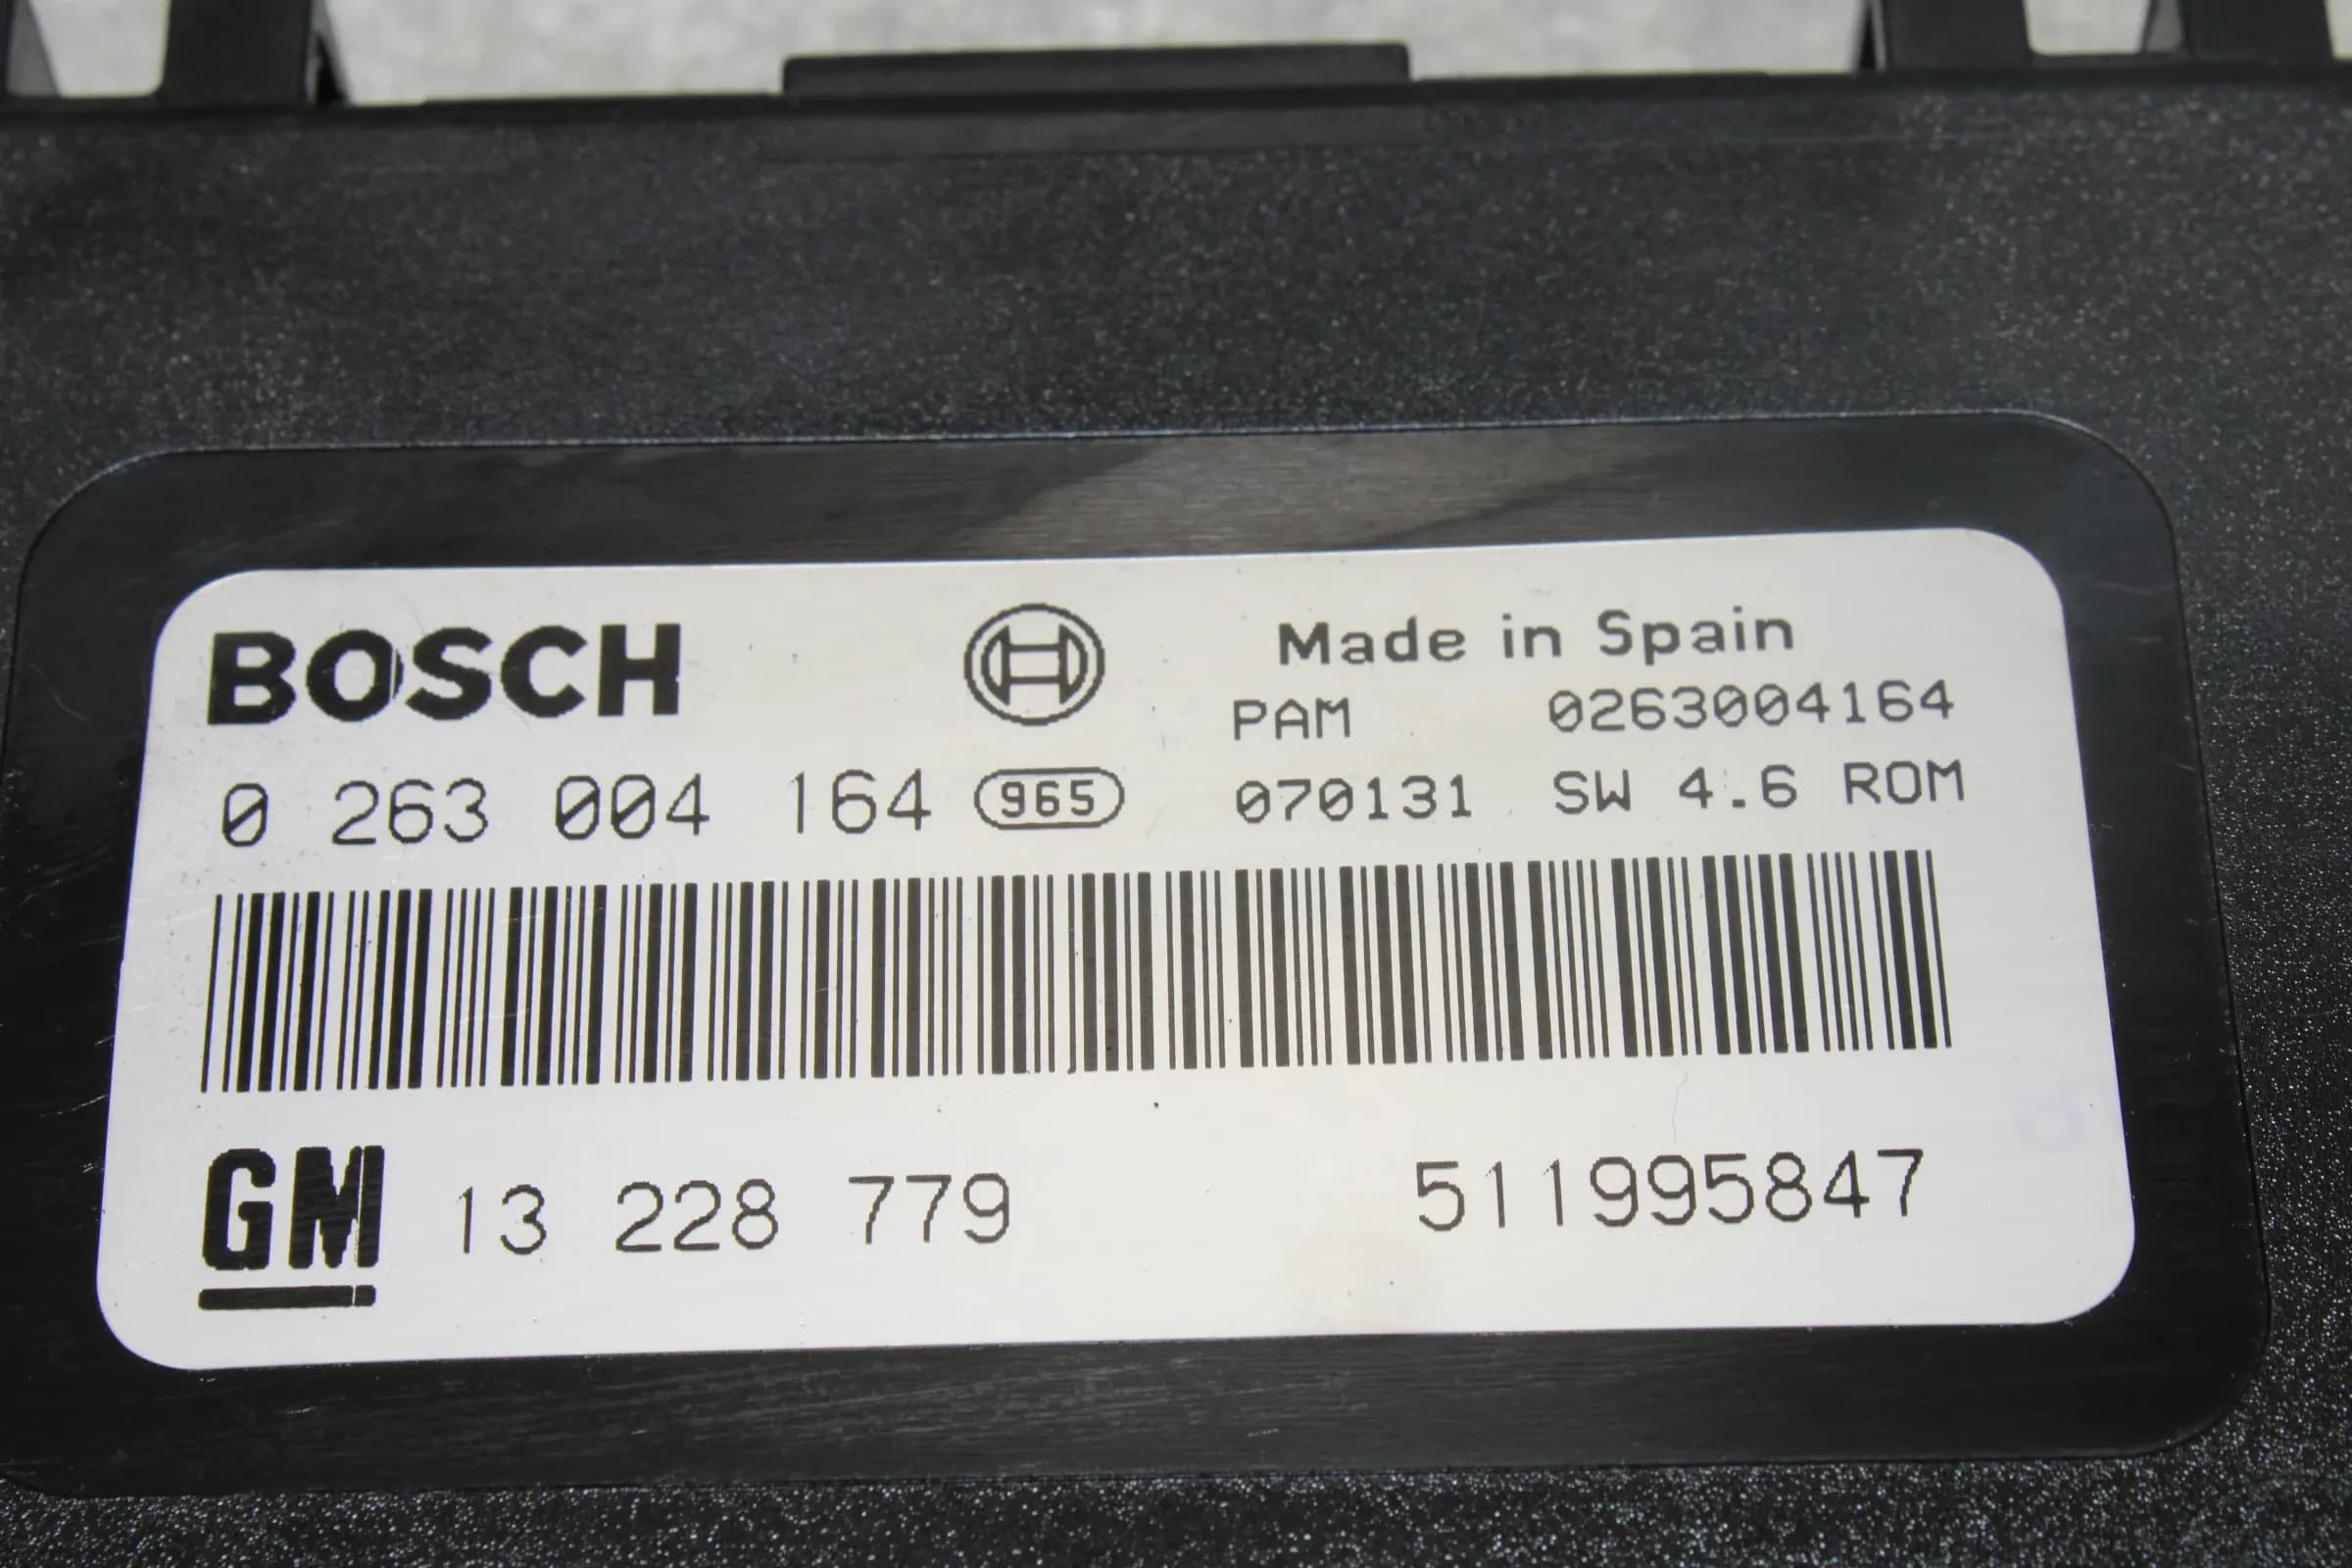 BOSCH
Made in Spain
PAM 0263004164
0 263 004 164 965
070131 SW 4.6 ROM
GM 13 228 779 511995847